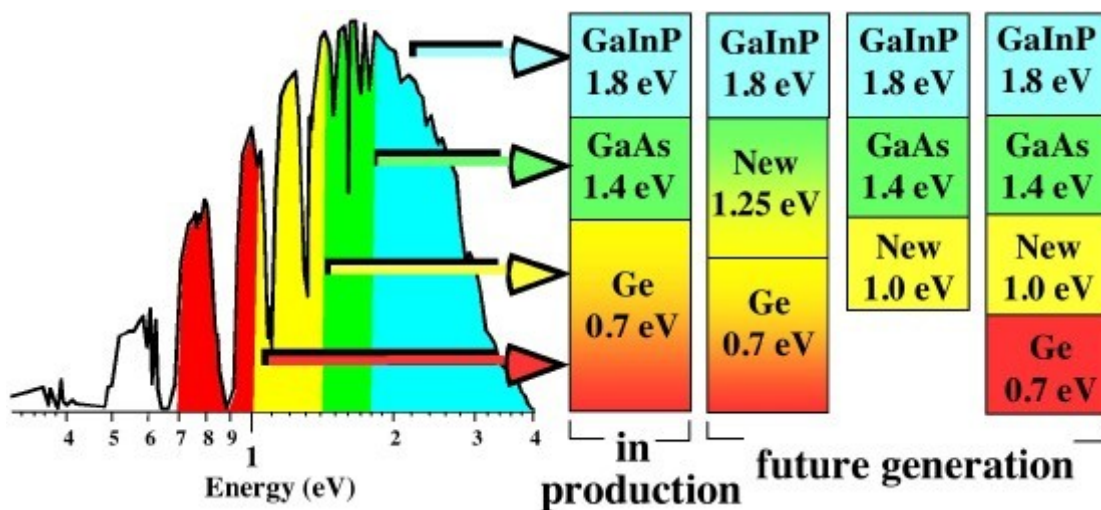 GaInP
1.8 eV
GaAs
1.4 eV
Ge
0.7 eV
GaInP
1.8 eV
New
1.25 eV
Ge
0.7 eV
GaInP
1.8 eV
GaAs
1.4 eV
New
1.0 eV
GaInP
1.8 eV
GaAs
1.4 eV
New
1.0 eV
Ge
0.7 eV
4 5 6 7 8 9 1 2 3 4
Energy (eV)
in
production
future generation